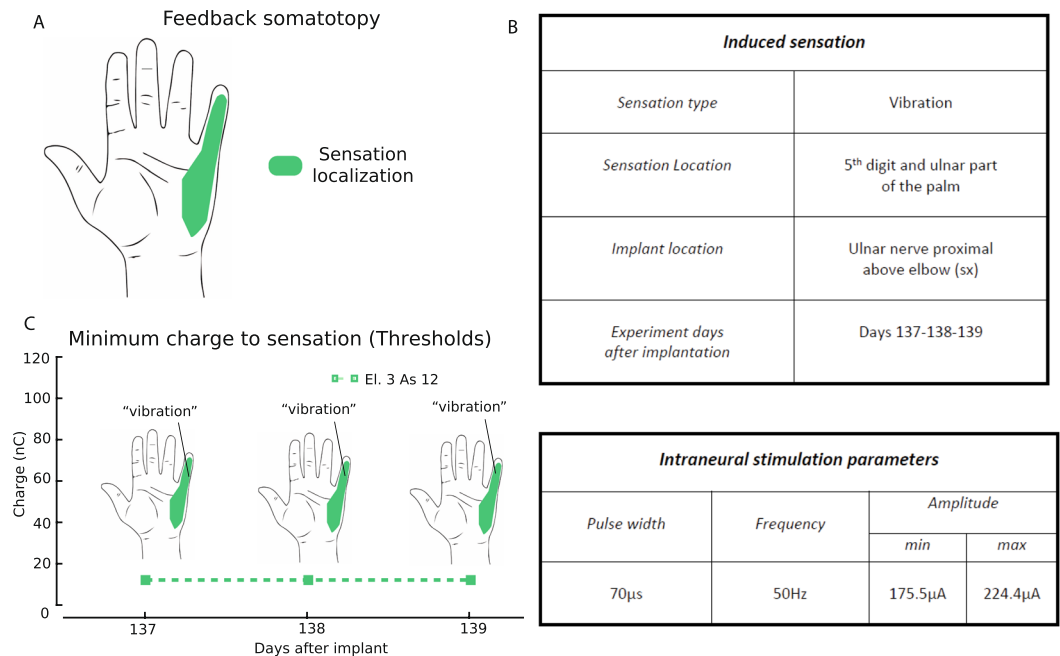 A
Feedback somatotopy
Sensation
localization
B
Induced sensation
Sensation type
Vibration
Sensation Location
5th digit and ulnar part
of the palm
Implant location
Ulnar nerve proximal
above elbow (sx)
Experiment days
after implantation
Days 137-138-139
C
Minimum charge to sensation (Thresholds)
120
100
80
60
40
20
0
Charge (nC)
El. 3 As 12
“vibration”
“vibration”
“vibration”
137
138
139
Days after implant
Intraneural stimulation parameters
Pulse width
Frequency
Amplitude
min
max
70μs
50Hz
175.5μA
224.4μA